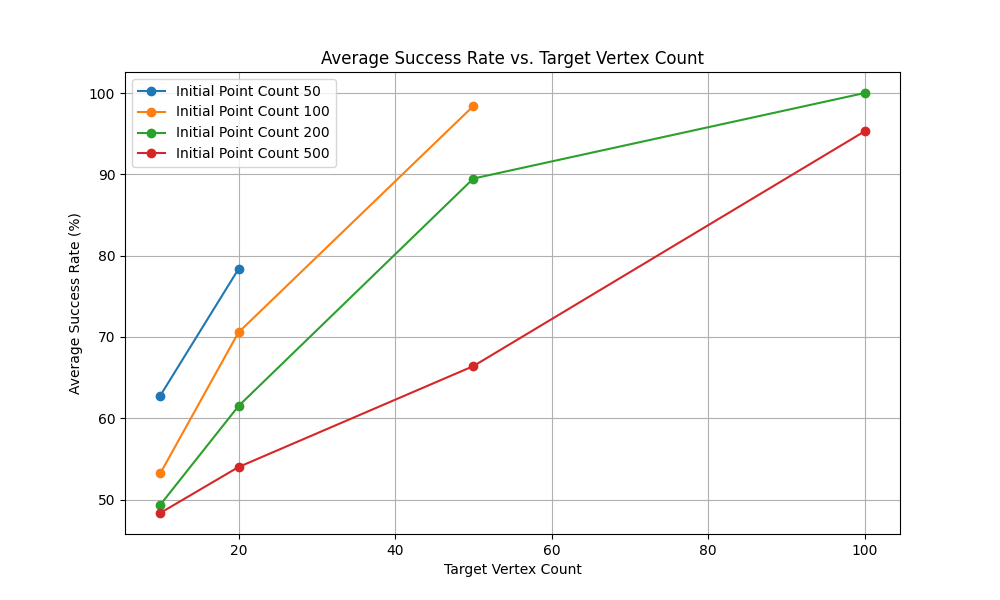 Average Success Rate vs. Target Vertex Count
Initial Point Count 50
Initial Point Count 100
Initial Point Count 200
Initial Point Count 500
Average Success Rate (%)
100
90
80
70
60
50
20 40 60 80 100
Target Vertex Count